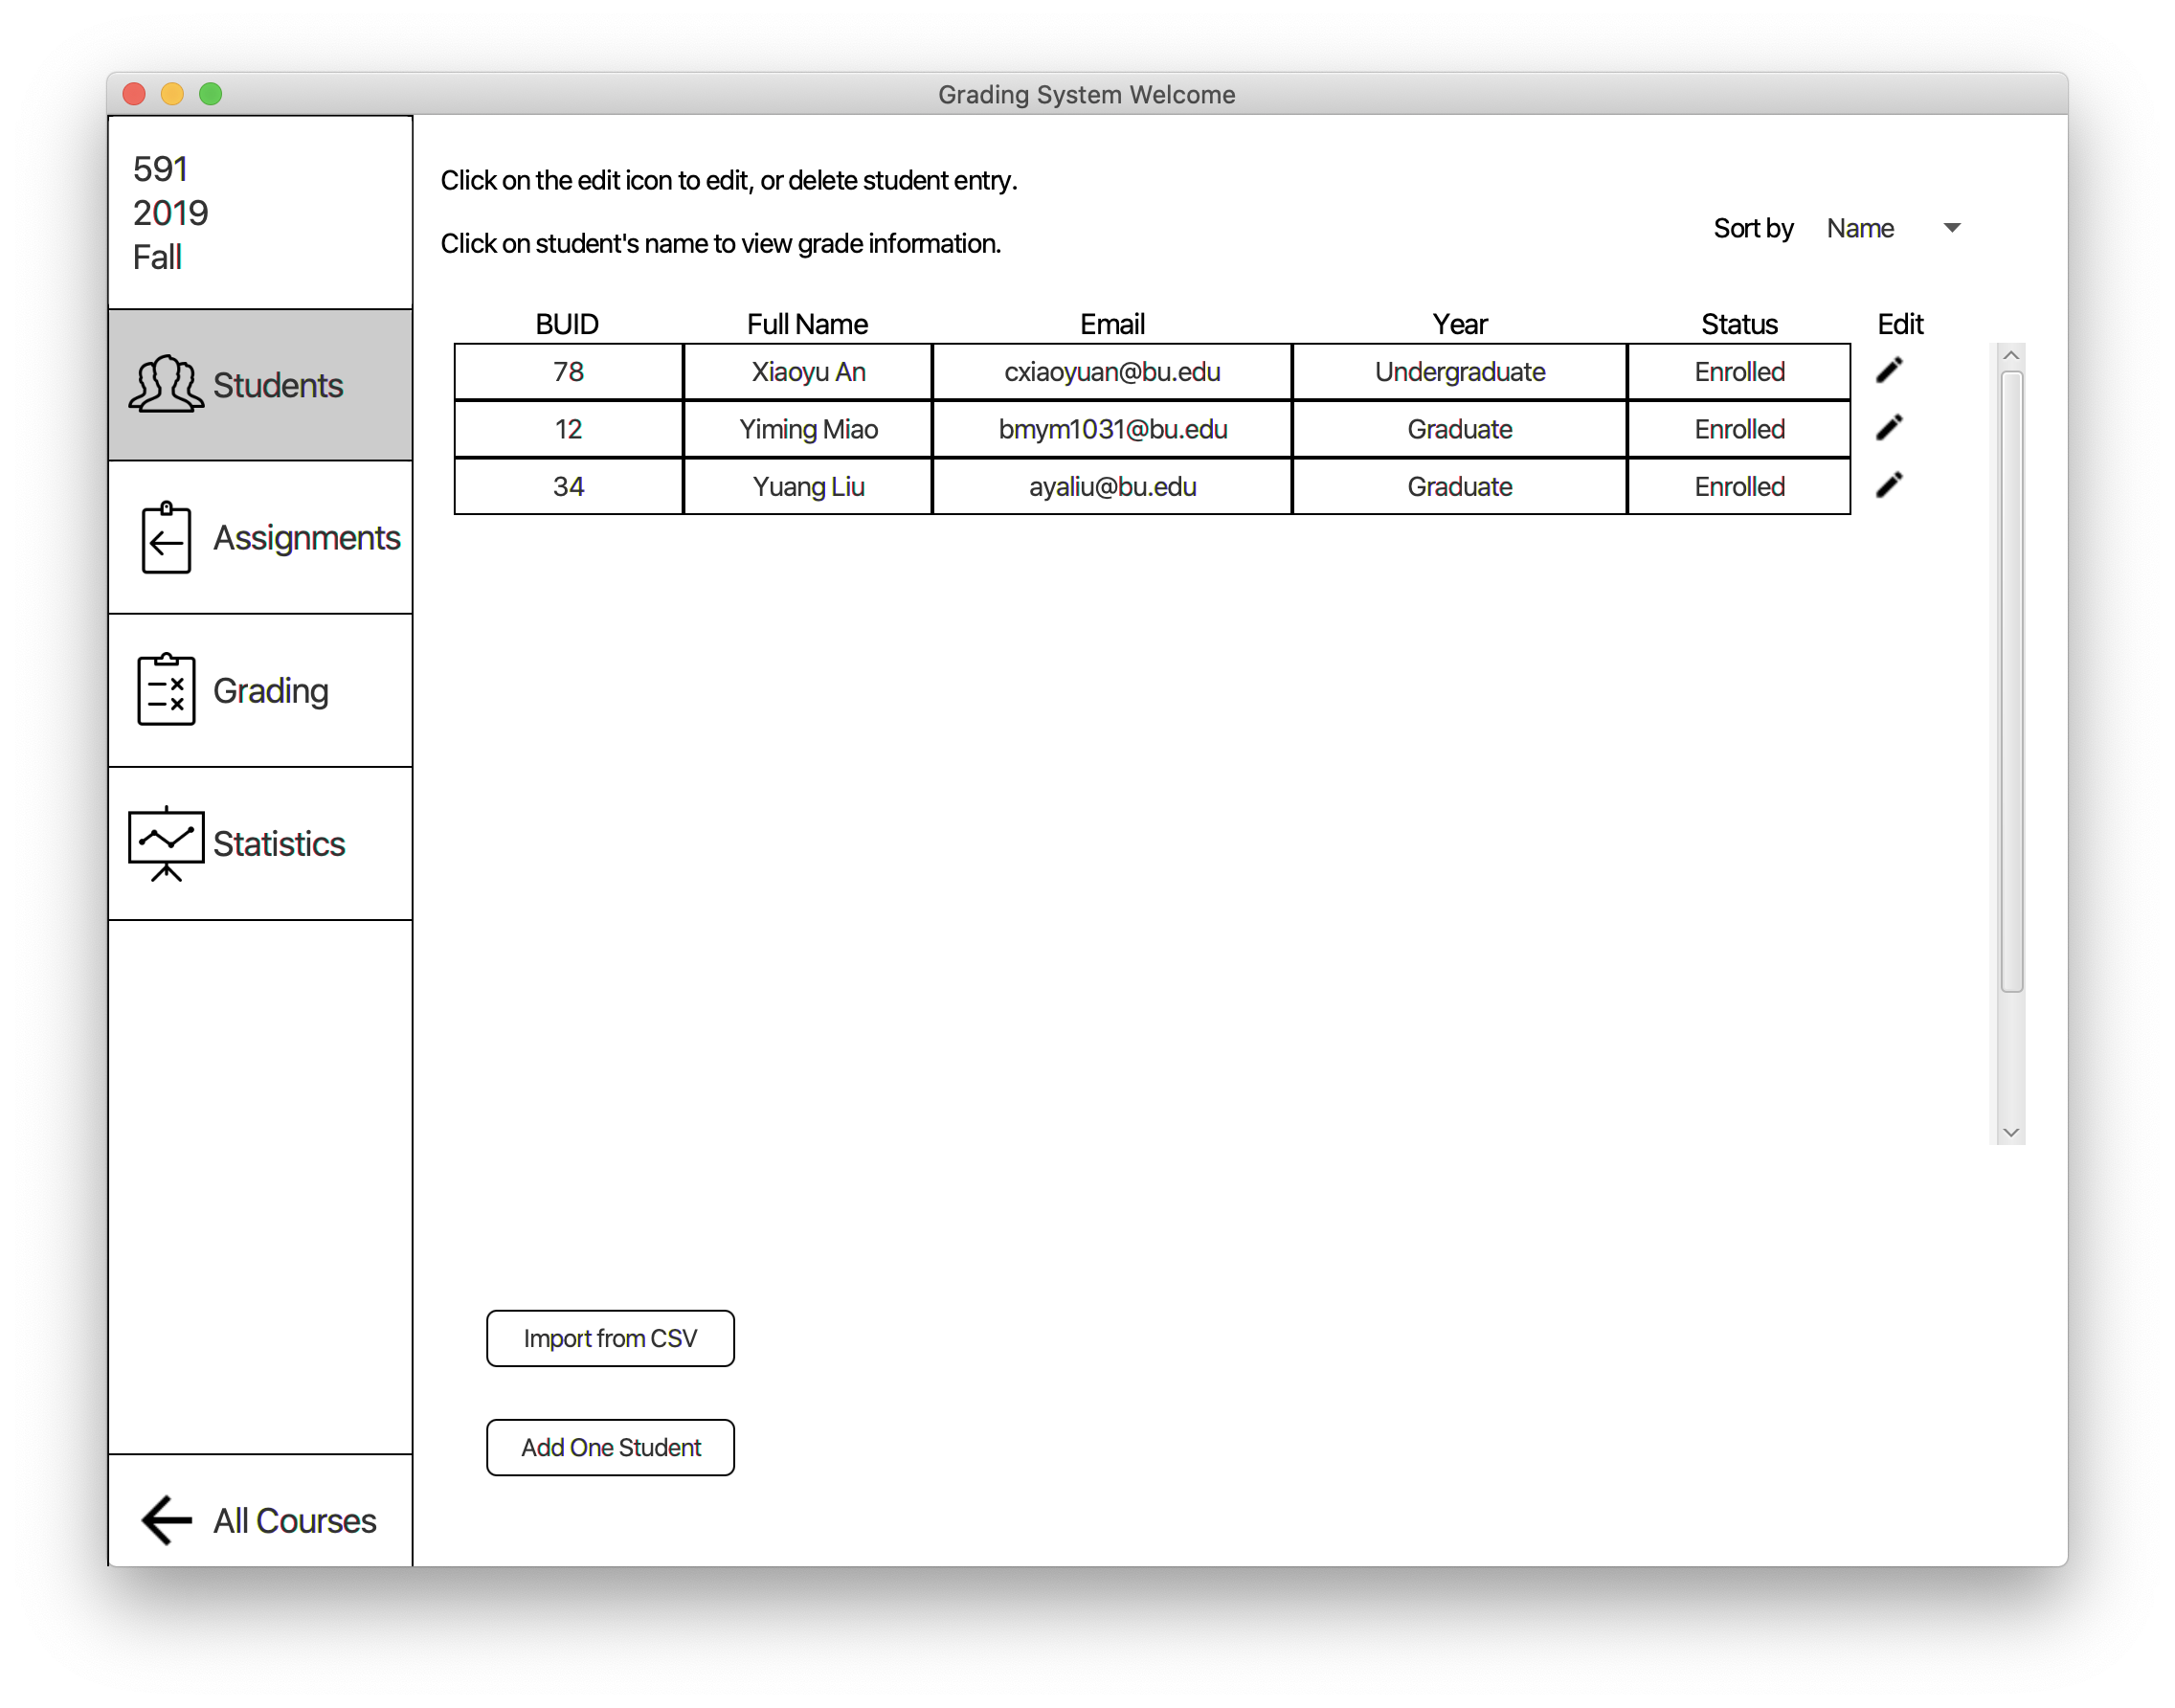 Grading System Welcome
591
2019
Fall
Students
Assignments
Grading
Statistics
All Courses
Click on the edit icon to edit, or delete student entry.
Click on student's name to view grade information.
Sort by Name
BUID Full Name Email Year Status Edit
78 Xiaoyu An cxiaoyuan@bu.edu Undergraduate Enrolled
12 Yiming Miao bmym1031@bu.edu Graduate Enrolled
34 Yuang Liu ayaliu@bu.edu Graduate Enrolled
Import from CSV
Add One Student